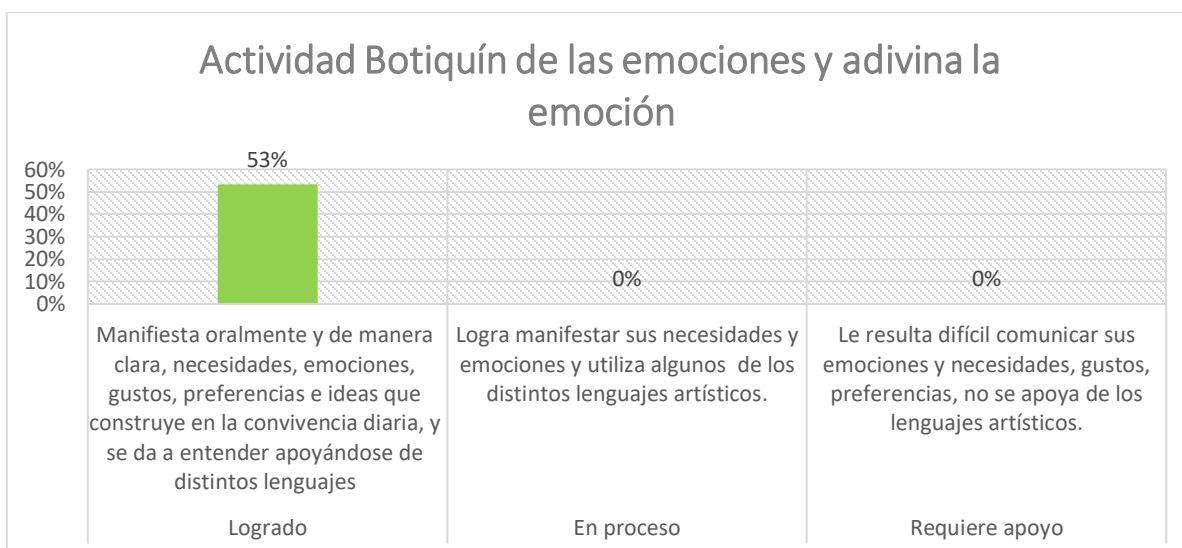 Actividad Botiquín de las emociones y adivina la
emoción
53%
60%
50%
40%
30%
20%
10%
0%
0%
0%
Manifiesta oralmente y de manera
clara, necesidades, emociones,
gustos, preferencias e ideas que
construye en la convivencia diaria, y
se da a entender apoyándose de
distintos lenguajes
Logra manifestar sus necesidades y
emociones y utiliza algunos de los
distintos lenguajes artísticos.
Le resulta difícil comunicar sus
emociones y necesidades, gustos,
preferencias, no se apoya de los
lenguajes artísticos.
Logrado
En proceso
Requiere apoyo